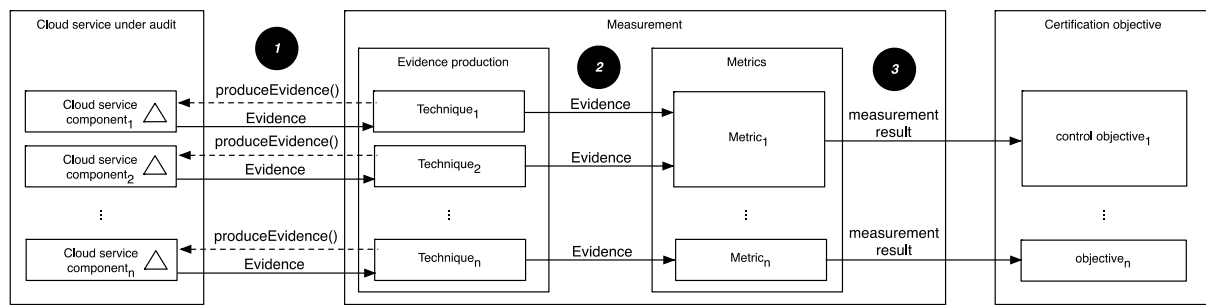 Cloud service under audit
Measurement
Certification objective
1
2
3
Evidence production
Metrics
produceEvidence()
Cloud service
component1
Evidence
Technique1
Evidence
Metric1
measurement
result
control objective1
produceEvidence()
Cloud service
component2
Evidence
Technique2
Evidence
⋮
⋮
⋮
⋮
produceEvidence()
Cloud service
componentn
Evidence
Techniquen
Evidence
Metricn
measurement
result
objectiven